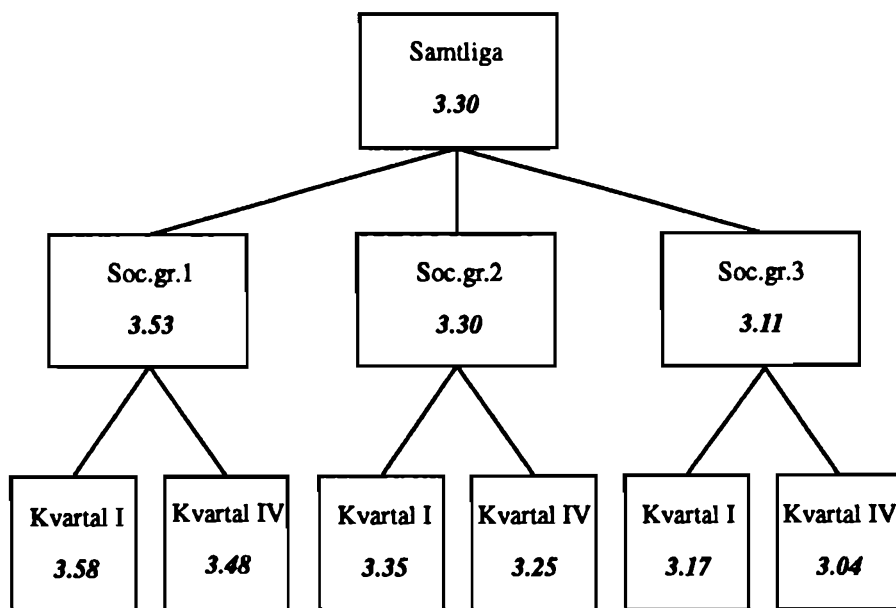 Samtliga
3.30
Soc.gr.1
3.53
Soc.gr.2
3.30
Soc.gr.3
3.11
Kvartal I
3.58
Kvartal IV
3.48
Kvartal I
3.35
Kvartal IV
3.25
Kvartal I
3.17
Kvartal IV
3.04